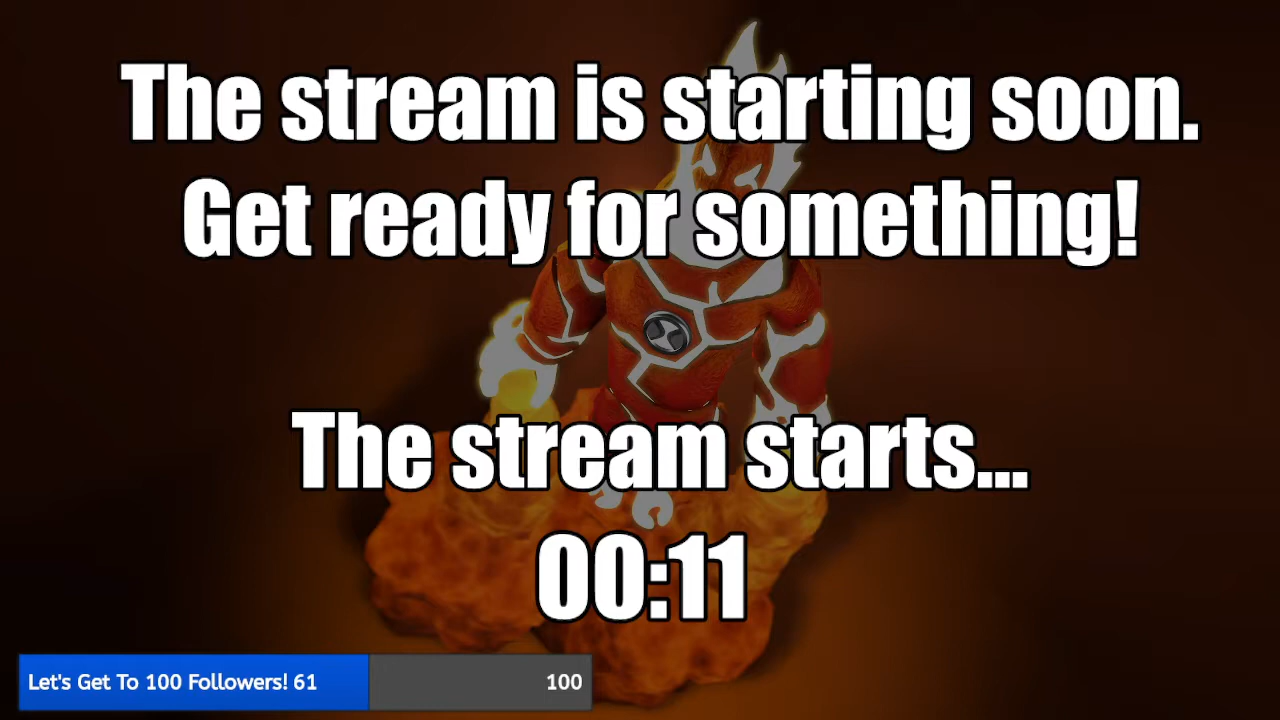 The stream is starting soon.
Get ready for something!
The stream starts...
00:11
Let's Get To 100 Followers! 61 100